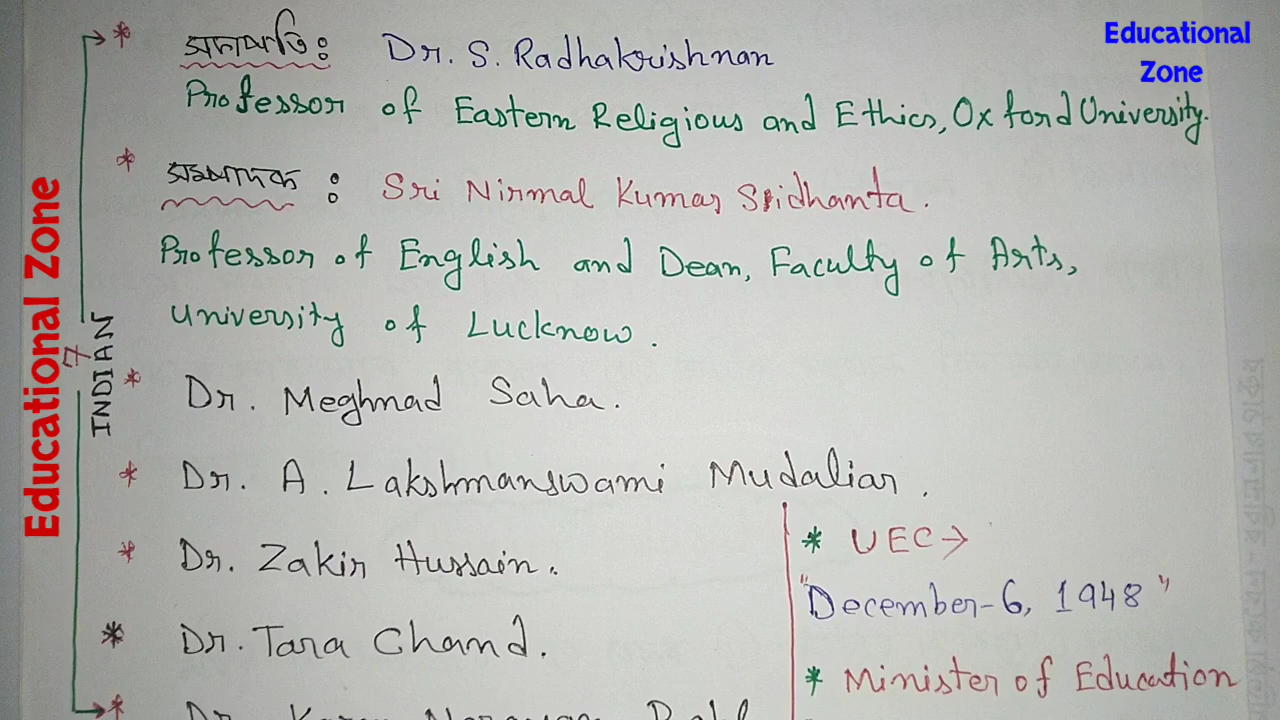 Educational
Zone
* সভাপতি : Dr. S. Radhakrishnan
Professor of Eastern Religious and Ethics, Oxford University.
* সম্পাদক : Sri Nirmal Kumar Sidhanta.
Professor of English and Dean, Faculty of Arts,
University of Lucknow.
* Dr. Meghnad Saha.
* Dr. A. Lakshmanswami Mudaliar.
* Dr. Zakir Hussain.
* Dr. Tara Chand.
* Dr. Narayan
Educational Zone
7
INDIAN
* UEC →
"December-6, 1948"
* Minister of Education